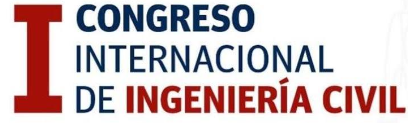 I CONGRESO
INTERNACIONAL
DE INGENIERÍA CIVIL